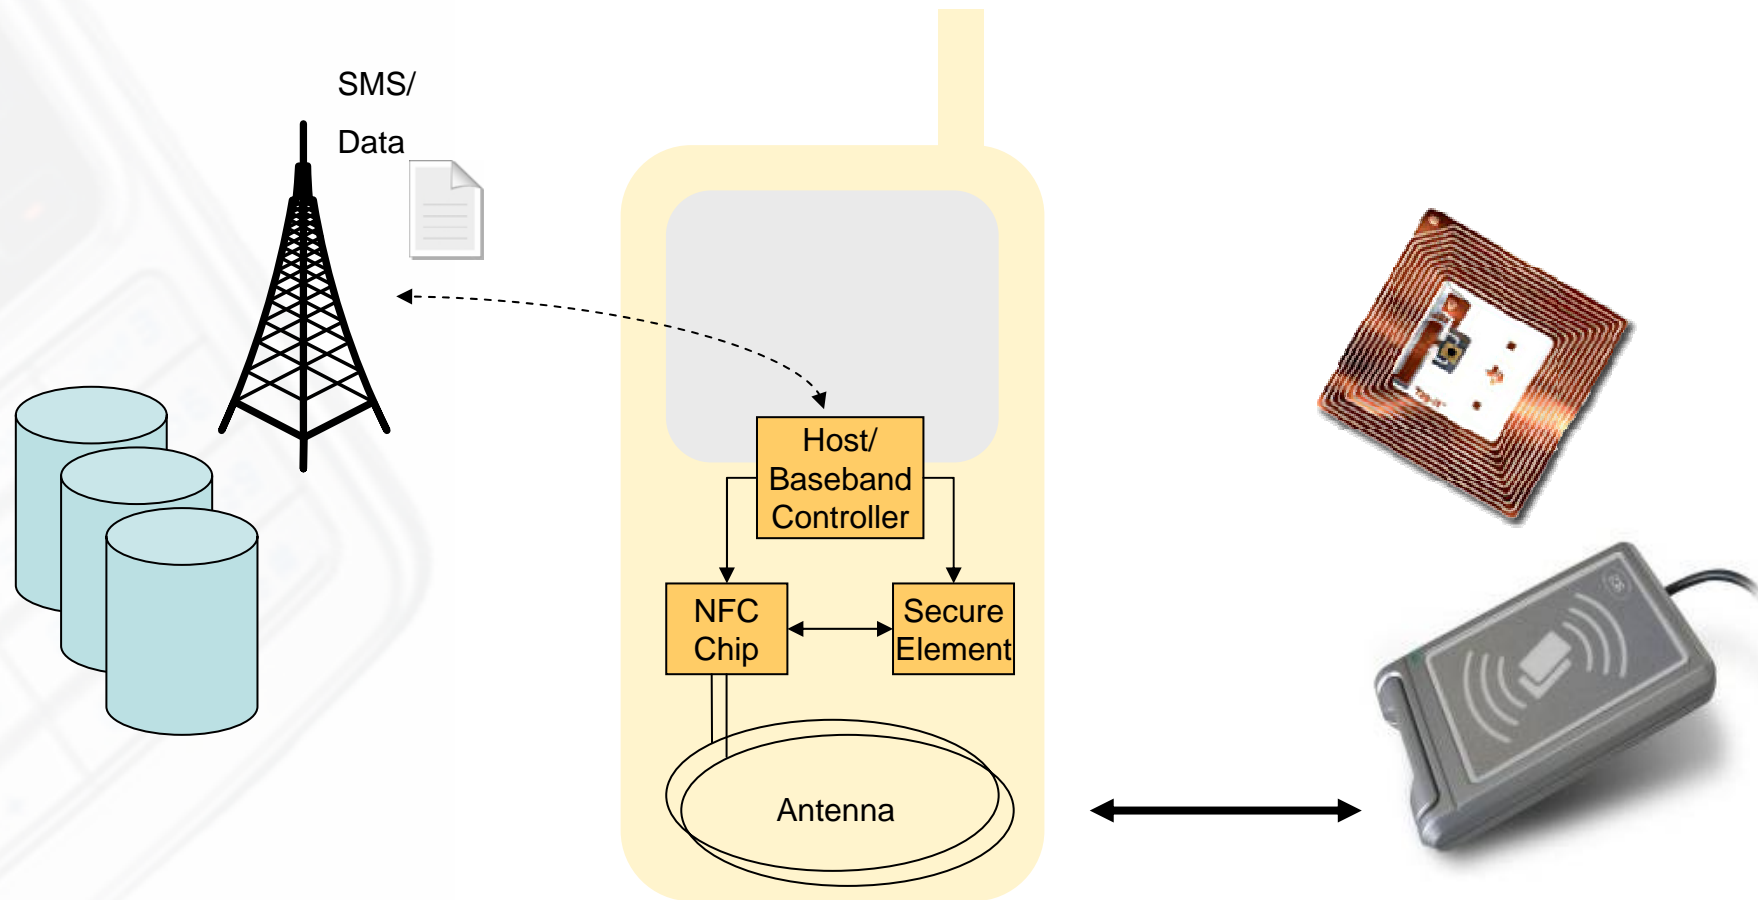 SMS/
Data
Host/
Baseband
Controller
NFC
Chip
Secure
Element
Antenna